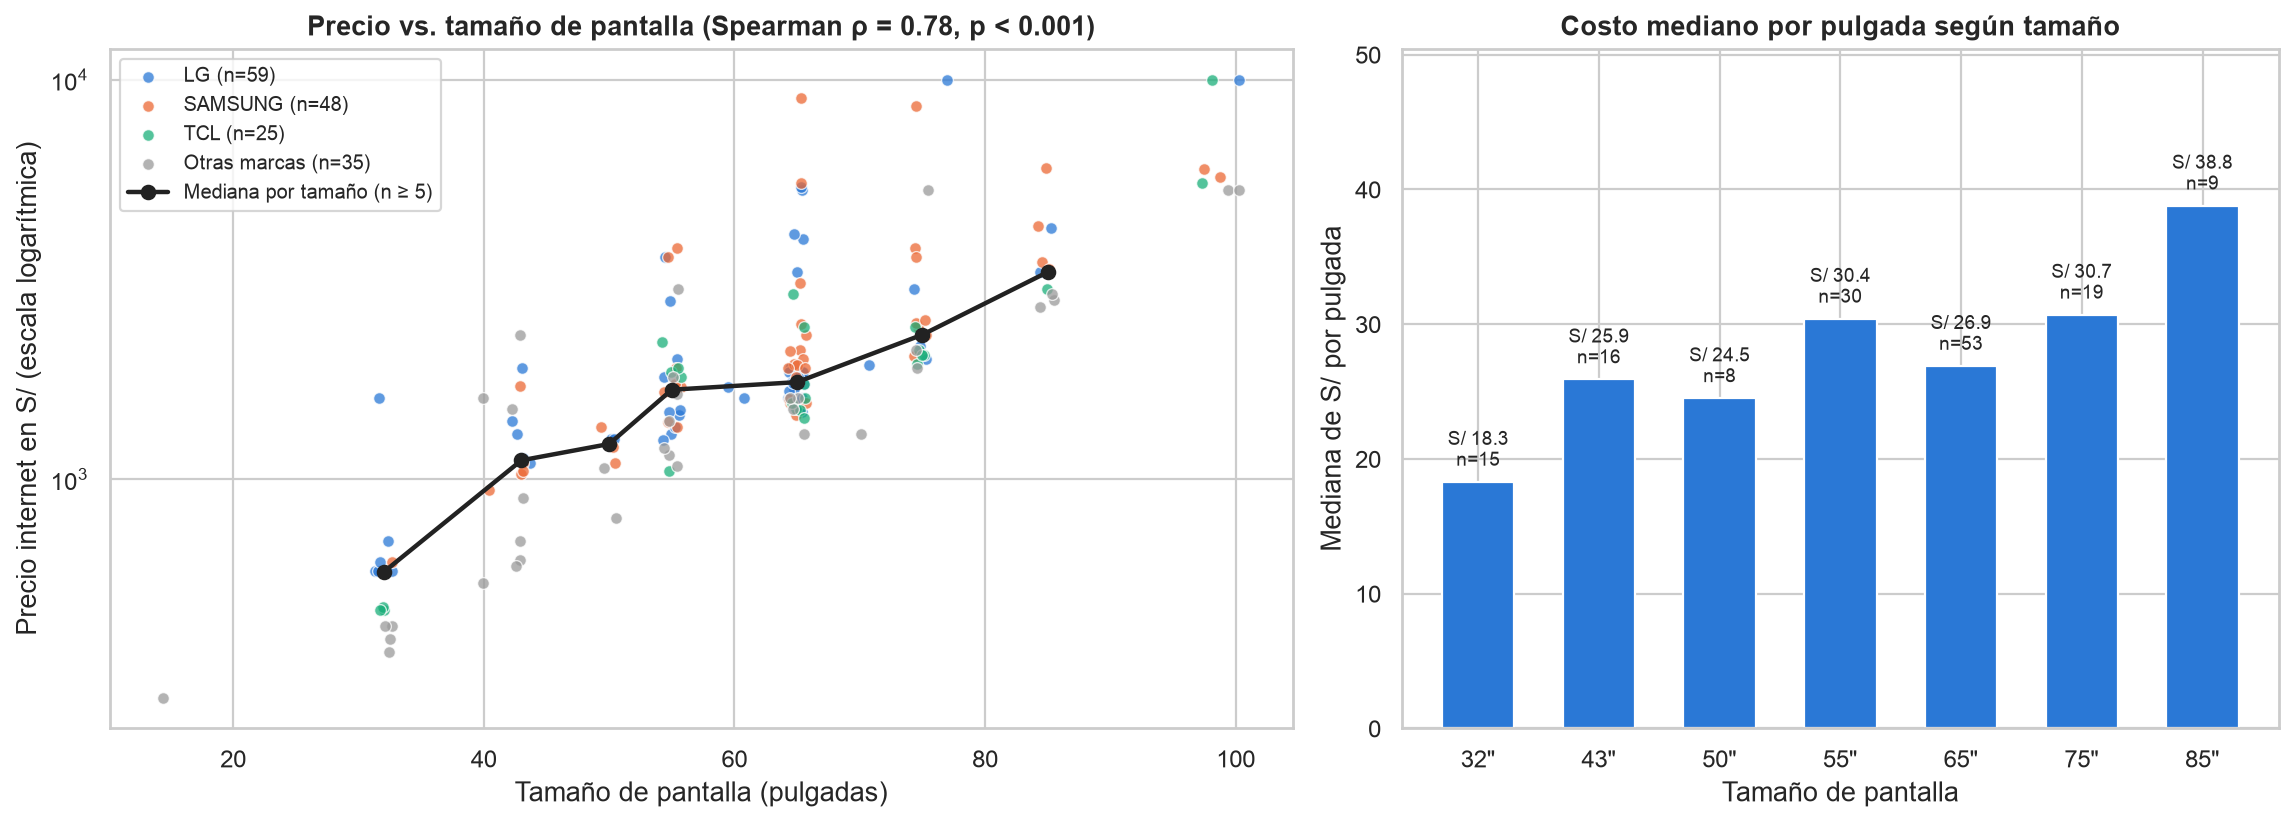 Precio vs. tamaño de pantalla (Spearman ρ = 0.78, p < 0.001)
Precio internet en S/ (escala logarítmica)
10⁴
10³
LG (n=59)
SAMSUNG (n=48)
TCL (n=25)
Otras marcas (n=35)
Mediana por tamaño (n ≥ 5)
20
40
60
80
100
Tamaño de pantalla (pulgadas)
Costo mediano por pulgada según tamaño
Mediana de S/ por pulgada
50
40
30
20
10
0
S/ 18.3
n=15
S/ 25.9
n=16
S/ 24.5
n=8
S/ 30.4
n=30
S/ 26.9
n=53
S/ 30.7
n=19
S/ 38.8
n=9
32"
43"
50"
55"
65"
75"
85"
Tamaño de pantalla